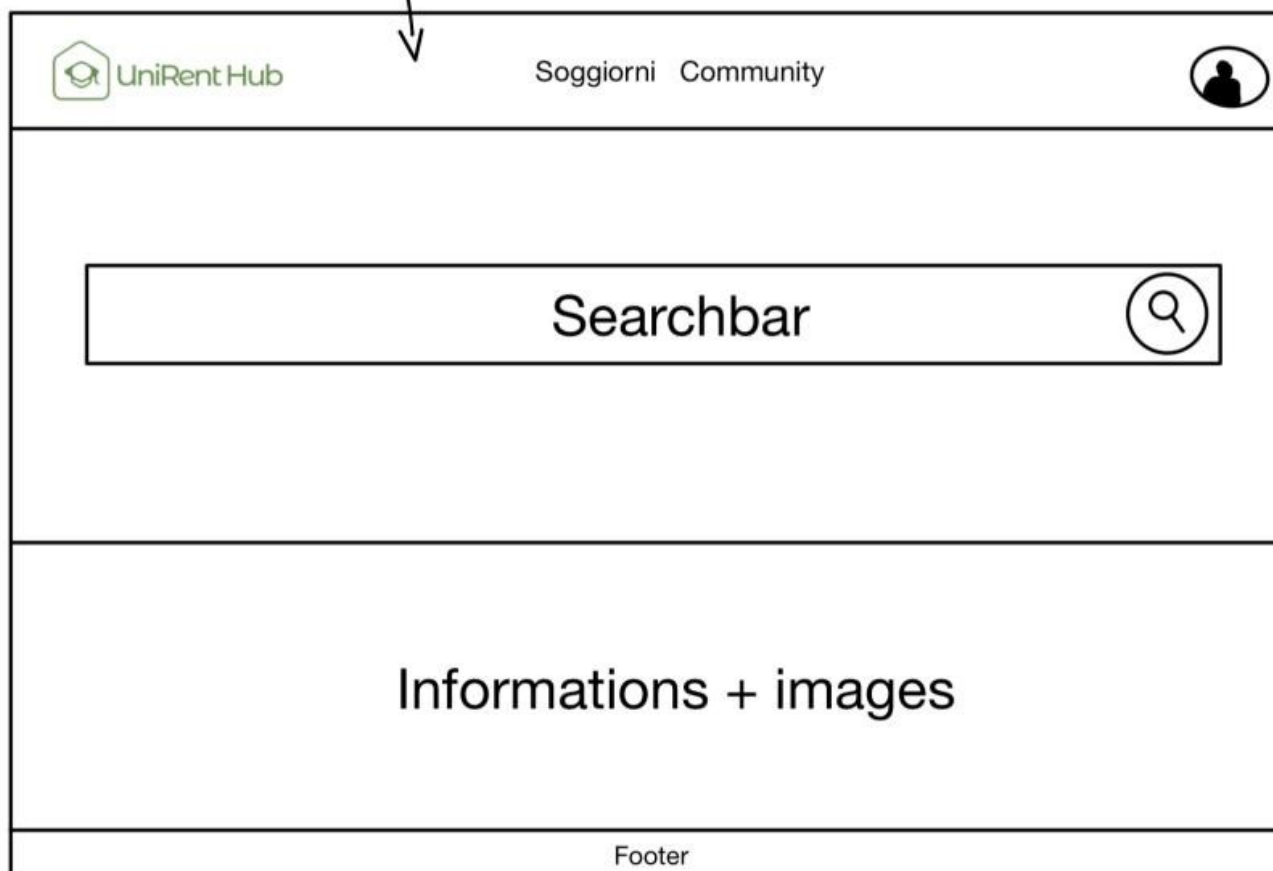 UniRent Hub
Soggiorni Community
Searchbar
Informations + images
Footer